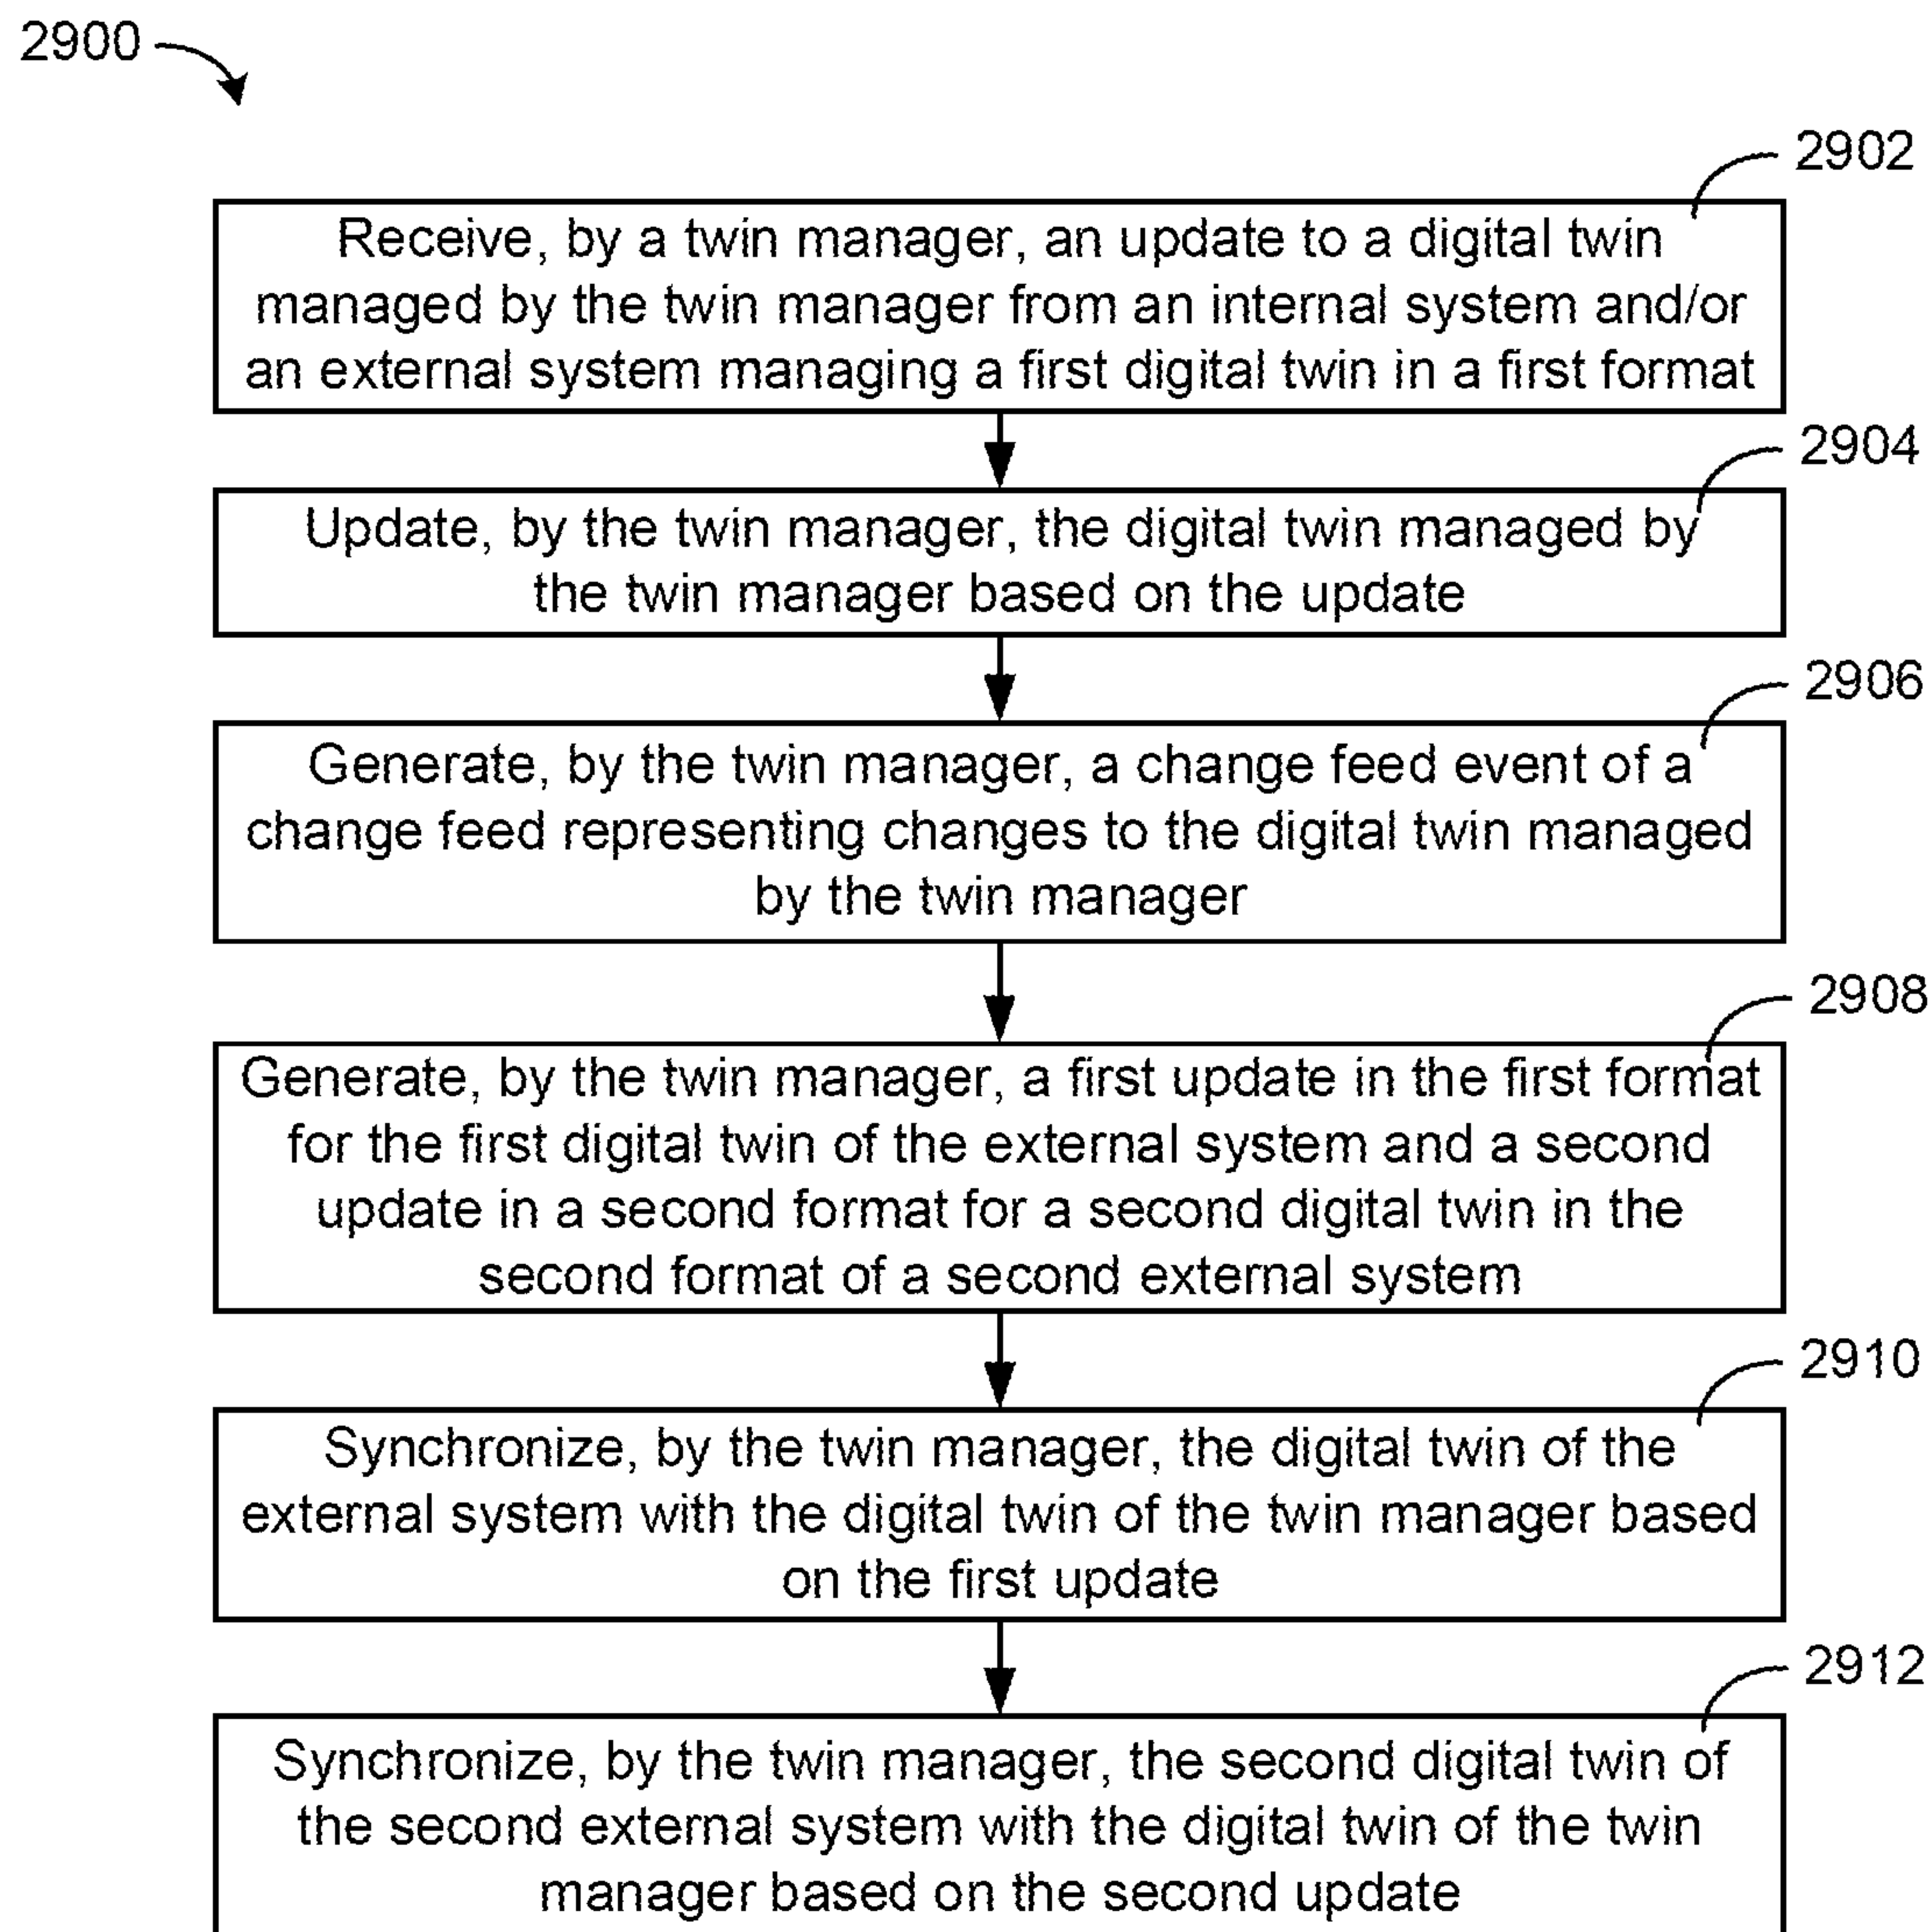 2900
2902
Receive, by a twin manager, an update to a digital twin
managed by the twin manager from an internal system and/or
an external system managing a first digital twin in a first format
2904
Update, by the twin manager, the digital twin managed by
the twin manager based on the update
2906
Generate, by the twin manager, a change feed event of a
change feed representing changes to the digital twin managed
by the twin manager
2908
Generate, by the twin manager, a first update in the first format
for the first digital twin of the external system and a second
update in a second format for a second digital twin in the
second format of a second external system
2910
Synchronize, by the twin manager, the digital twin of the
external system with the digital twin of the twin manager based
on the first update
2912
Synchronize, by the twin manager, the second digital twin of
the second external system with the digital twin of the twin
manager based on the second update